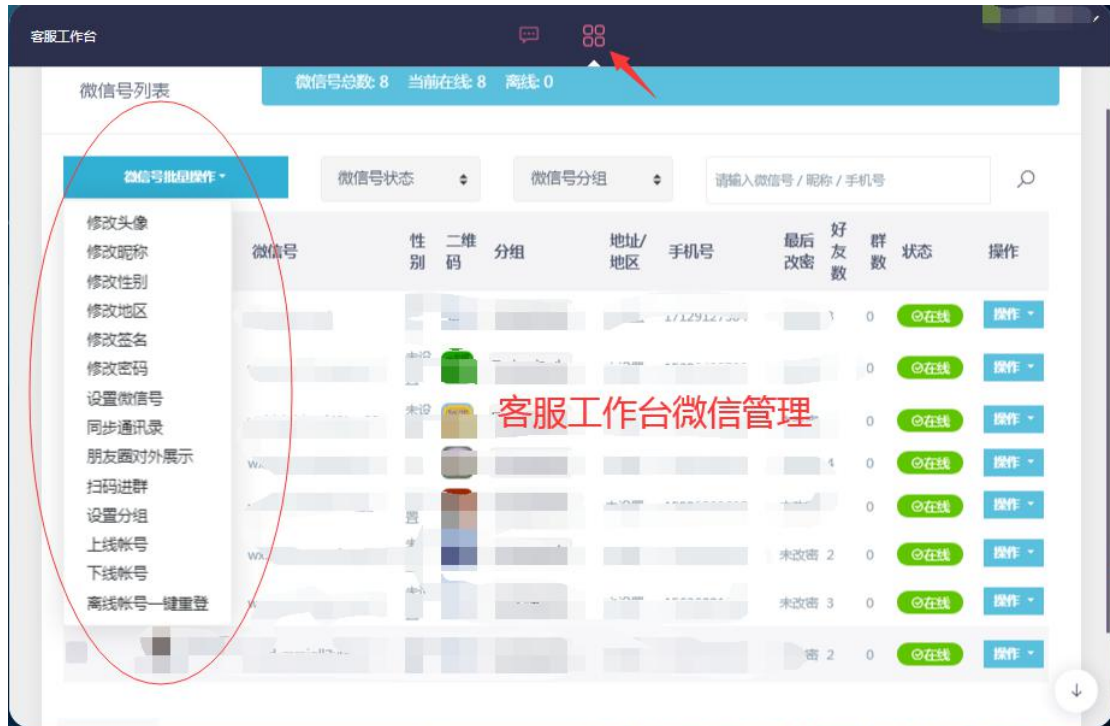 客服工作台
微信号列表
微信号总数: 8 当前在线: 8 离线: 0
微信号批量操作
微信号状态
微信号分组
请输入微信号 / 昵称 / 手机号
修改头像
修改昵称
修改性别
修改地区
修改签名
修改密码
设置微信号
同步通讯录
朋友圈对外展示
扫码进群
设置分组
上线帐号
下线帐号
离线帐号一键重登
微信号
性别
二维码
分组
地址/地区
手机号
最后改密
好友数
群数
状态
操作
0 在线 操作
0 在线 操作
0 在线 操作
4 0 在线 操作
0 在线 操作
未改密 2 0 在线 操作
未改密 3 0 在线 操作
密 2 0 在线 操作
客服工作台微信管理